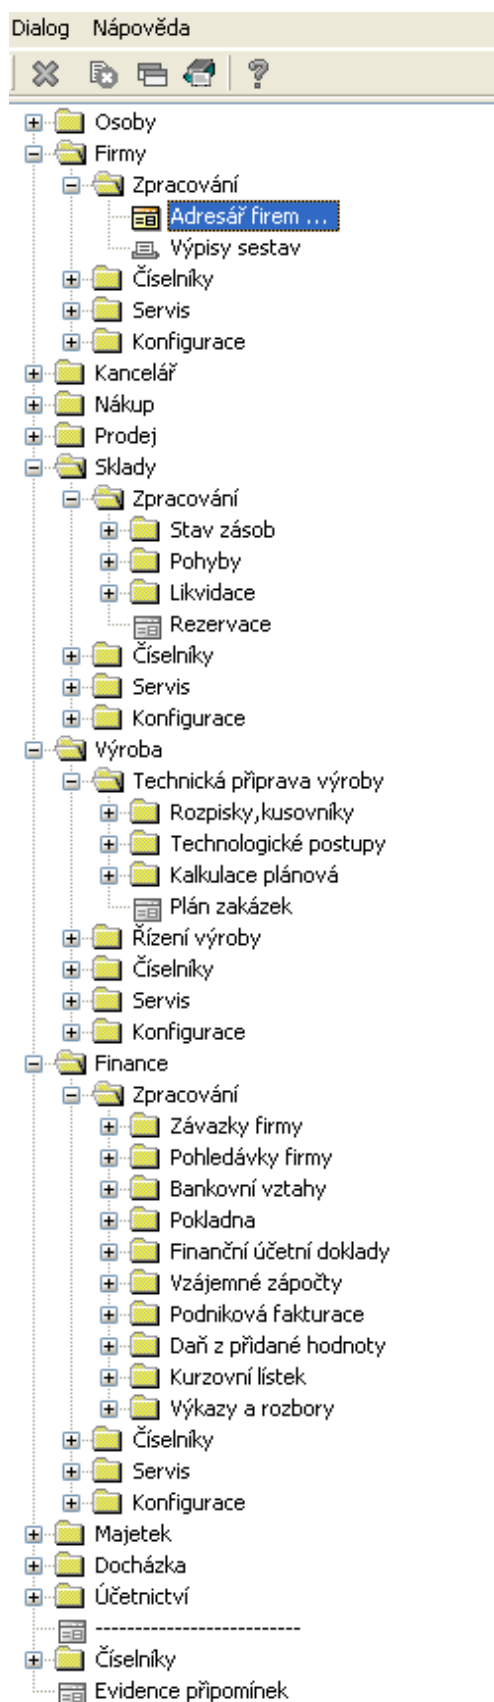 Dialog Nápověda
Osoby
Firmy
Zpracování
Adresář firem ...
Výpisy sestav
Číselníky
Servis
Konfigurace
Kancelář
Nákup
Prodej
Sklady
Zpracování
Stav zásob
Pohyby
Likvidace
Rezervace
Číselníky
Servis
Konfigurace
Výroba
Technická připrava výroby
Rozpisky,kusovníky
Technologické postupy
Kalkulace plánová
Plán zakázek
Řízení výroby
Číselníky
Servis
Konfigurace
Finance
Zpracování
Závazky firmy
Pohledávky firmy
Bankovní vztahy
Pokladna
Finanční účetní doklady
Vzájemné zápočty
Podniková fakturace
Daň z přidané hodnoty
Kurzovní lístek
Výkazy a rozbory
Číselníky
Servis
Konfigurace
Majetek
Docházka
Účetnictví
--------------------------
Číselníky
Evidence připomínek